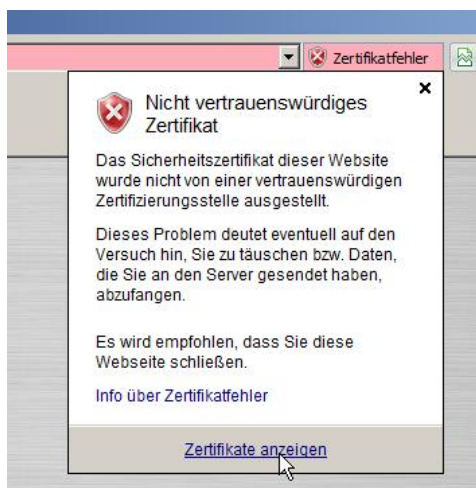 Zertifikatfehler
Nicht vertrauenswürdiges
Zertifikat
Das Sicherheitszertifikat dieser Website
wurde nicht von einer vertrauenswürdigen
Zertifizierungsstelle ausgestellt.
Dieses Problem deutet eventuell auf den
Versuch hin, Sie zu täuschen bzw. Daten,
die Sie an den Server gesendet haben,
abzufangen.
Es wird empfohlen, dass Sie diese
Webseite schließen.
Info über Zertifikatfehler
Zertifikate anzeigen